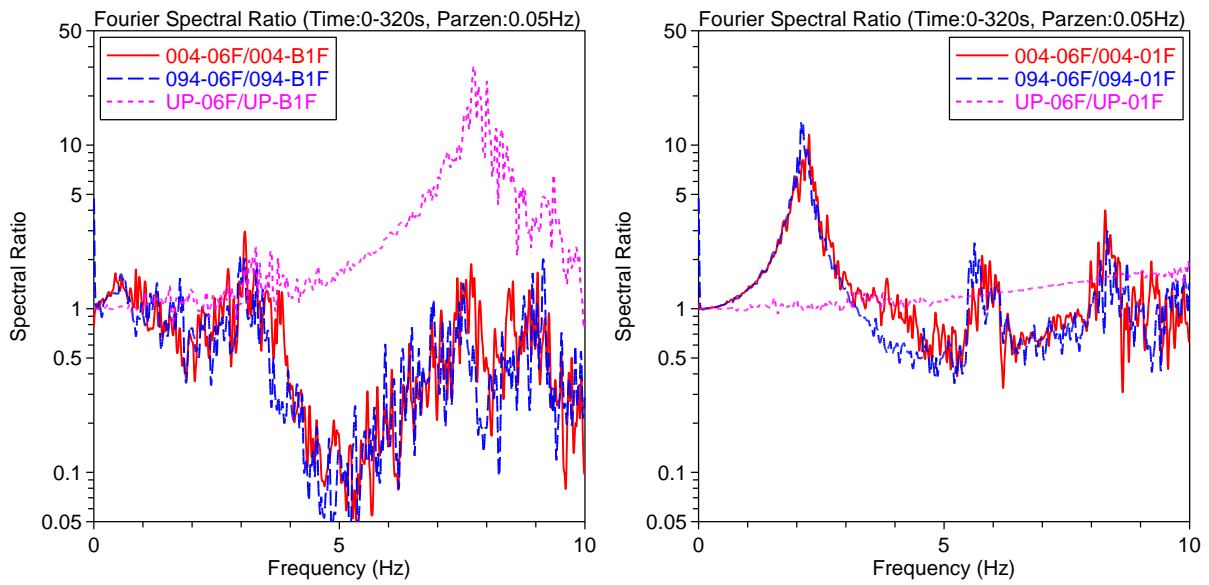 Fourier Spectral Ratio (Time:0-320s, Parzen:0.05Hz)
50
10
5
1
0.5
0.1
0.05
Spectral Ratio
004-06F/004-B1F
094-06F/094-B1F
UP-06F/UP-B1F
0
5
10
Frequency (Hz)
Fourier Spectral Ratio (Time:0-320s, Parzen:0.05Hz)
50
10
5
1
0.5
0.1
0.05
Spectral Ratio
004-06F/004-01F
094-06F/094-01F
UP-06F/UP-01F
0
5
10
Frequency (Hz)